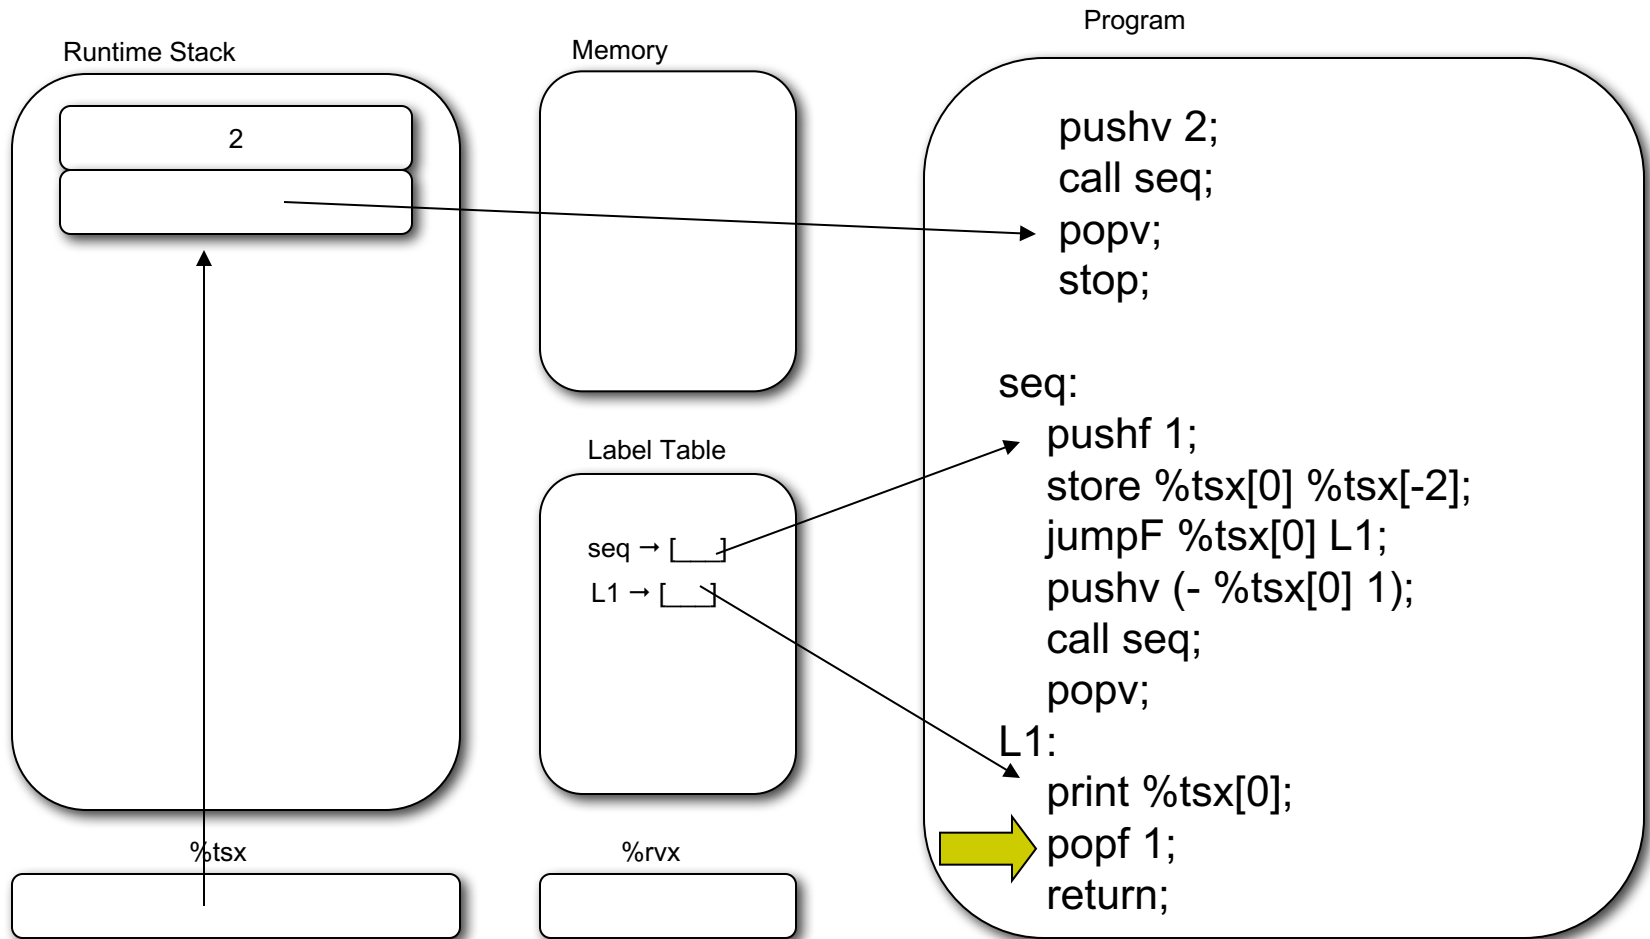 Program
Runtime Stack
Memory
2
pushv 2;
call seq;
popv;
stop;
seq:
pushf 1;
store %tsx[0] %tsx[-2];
jumpF %tsx[0] L1;
pushv (- %tsx[0] 1);
call seq;
popv;
L1:
print %tsx[0];
popf 1;
return;
Label Table
seq → [___]
L1 → [___]
%tsx
%rvx